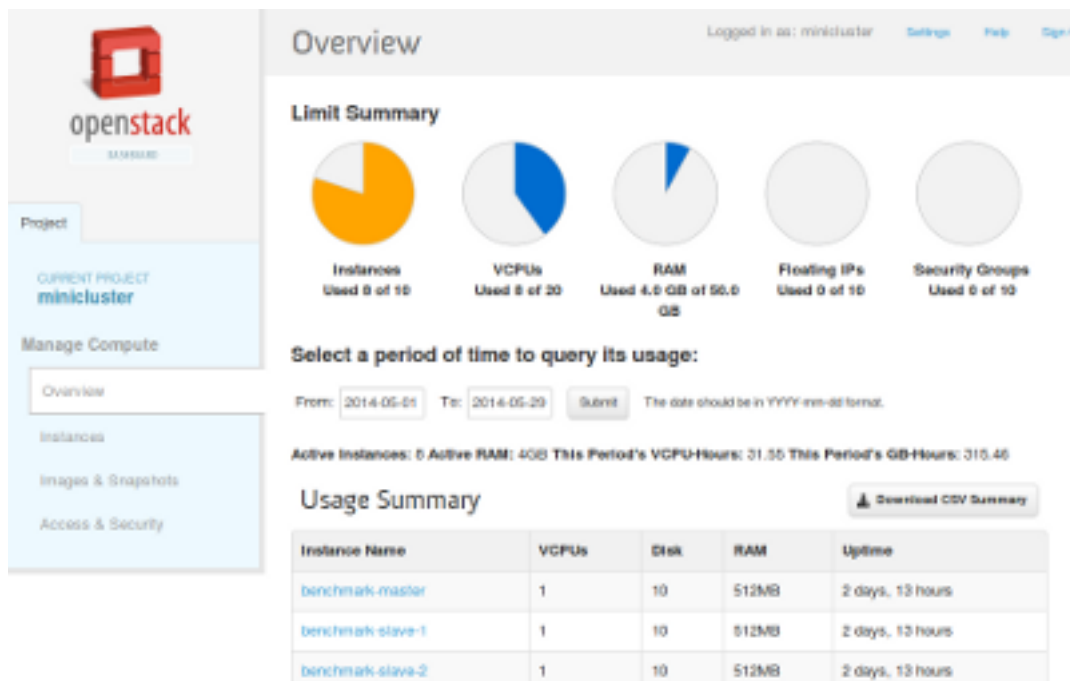 openstack
DASHBOARD
Project
CURRENT PROJECT
minicluster
Manage Compute
Overview
Instances
Images & Snapshots
Access & Security
Overview
Logged in as: minicluster Settings Help Sign
Limit Summary
Instances
Used 8 of 10
VCPUs
Used 8 of 20
RAM
Used 4.0 GB of 50.0
GB
Floating IPs
Used 0 of 10
Security Groups
Used 0 of 10
Select a period of time to query its usage:
From: 2014-05-01 To: 2014-05-29 Submit The date should be in YYYY-mm-dd format.
Active Instances: 8 Active RAM: 4GB This Period's VCPU-Hours: 31.55 This Period's GB-Hours: 315.46
Usage Summary
Download CSV Summary
Instance Name VCPUs Disk RAM Uptime
benchmark-master 1 10 512MB 2 days, 13 hours
benchmark-slave-1 1 10 512MB 2 days, 13 hours
benchmark-slave-2 1 10 512MB 2 days, 13 hours